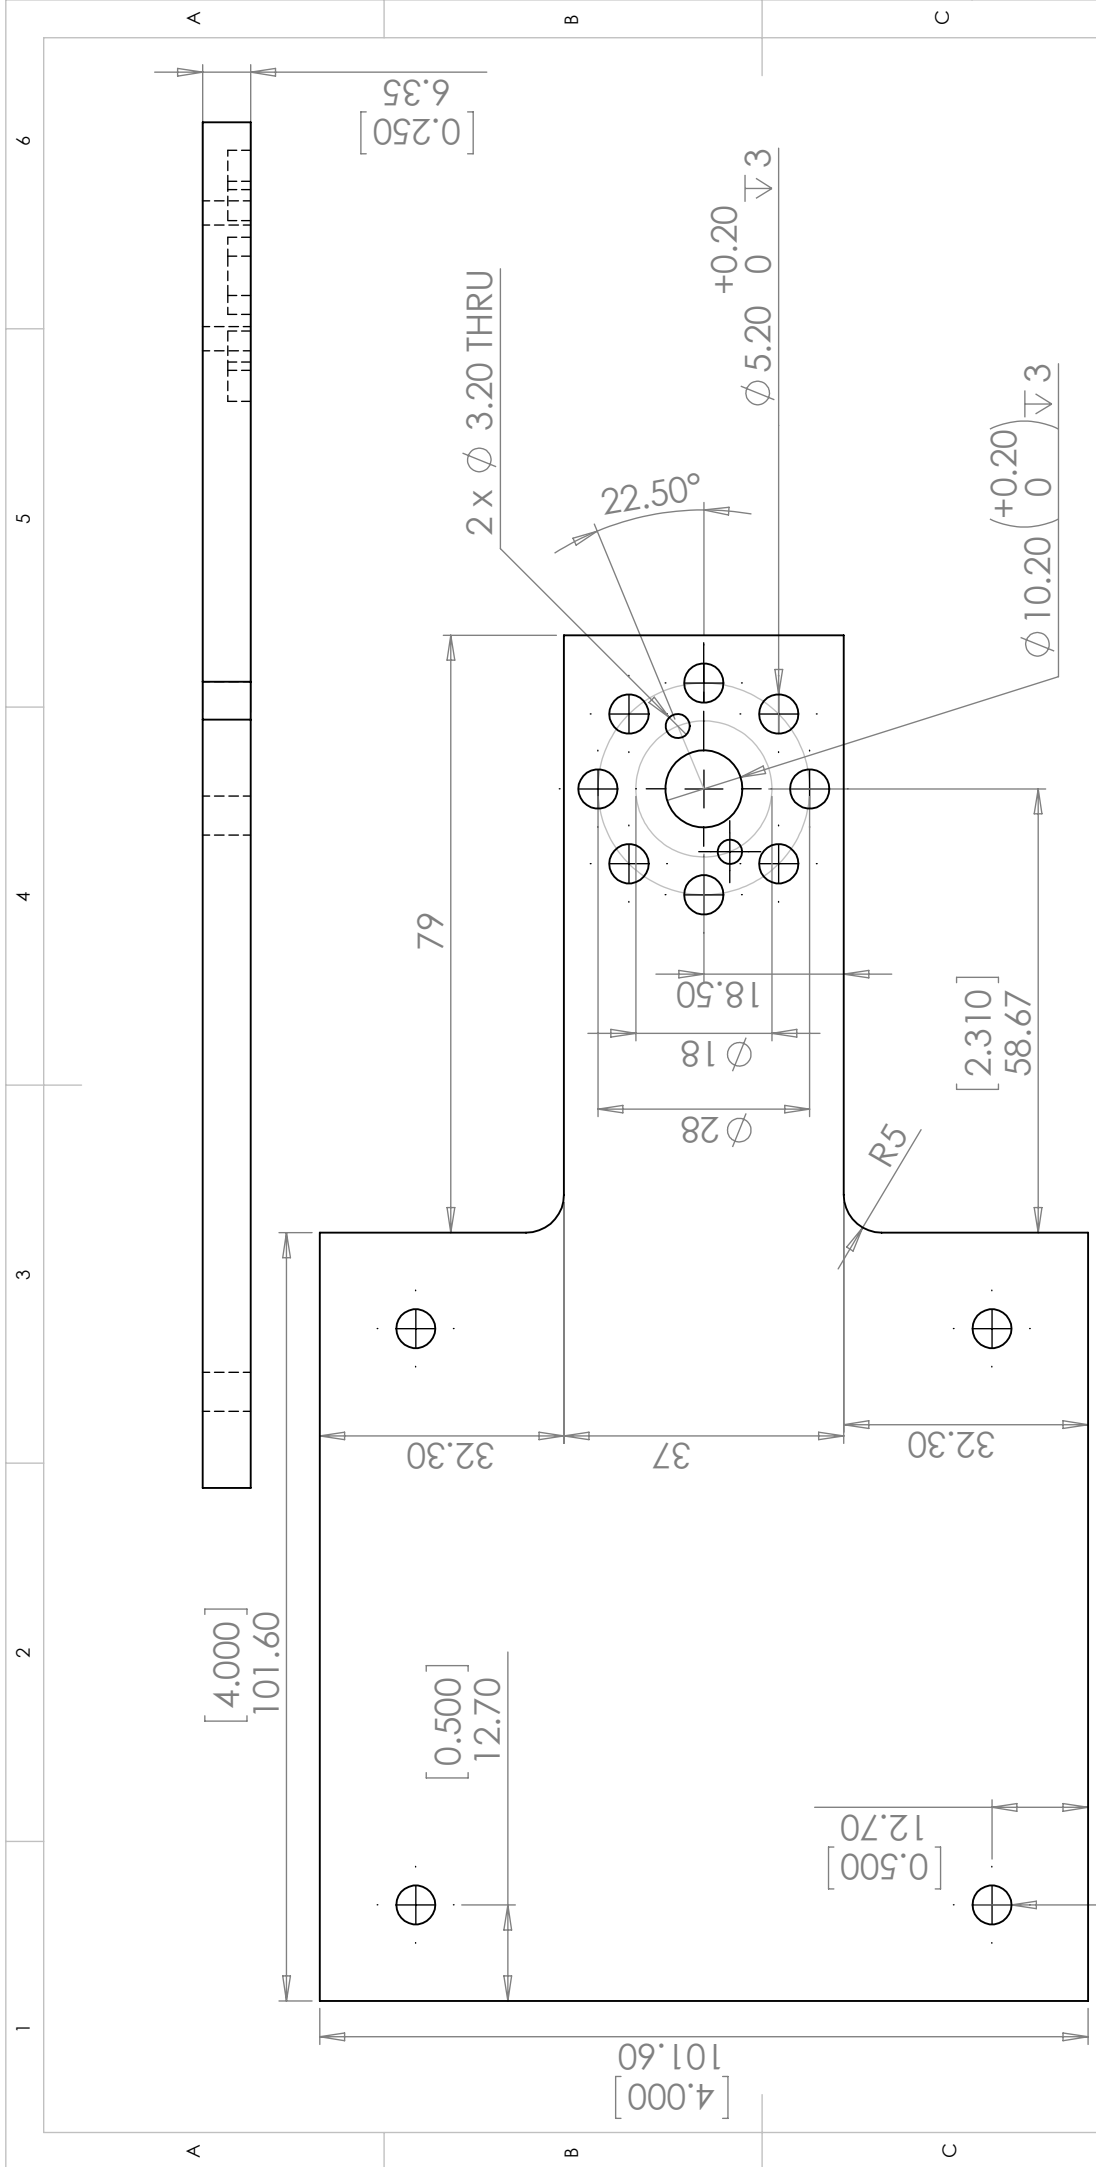 A
B
C
6
5
4
3
2
1
A
B
C
[0.250]
6.35
2 x ⌀ 3.20 THRU
22.50°
⌀ 5.20 +0.20 0 ↧ 3
⌀ 10.20 (+0.20 0) ↧ 3
79
18.50
⌀ 18
⌀ 28
[2.310]
58.67
R5
[4.000]
101.60
32.30
37
32.30
[0.500]
12.70
[0.500]
12.70
[4.000]
101.60